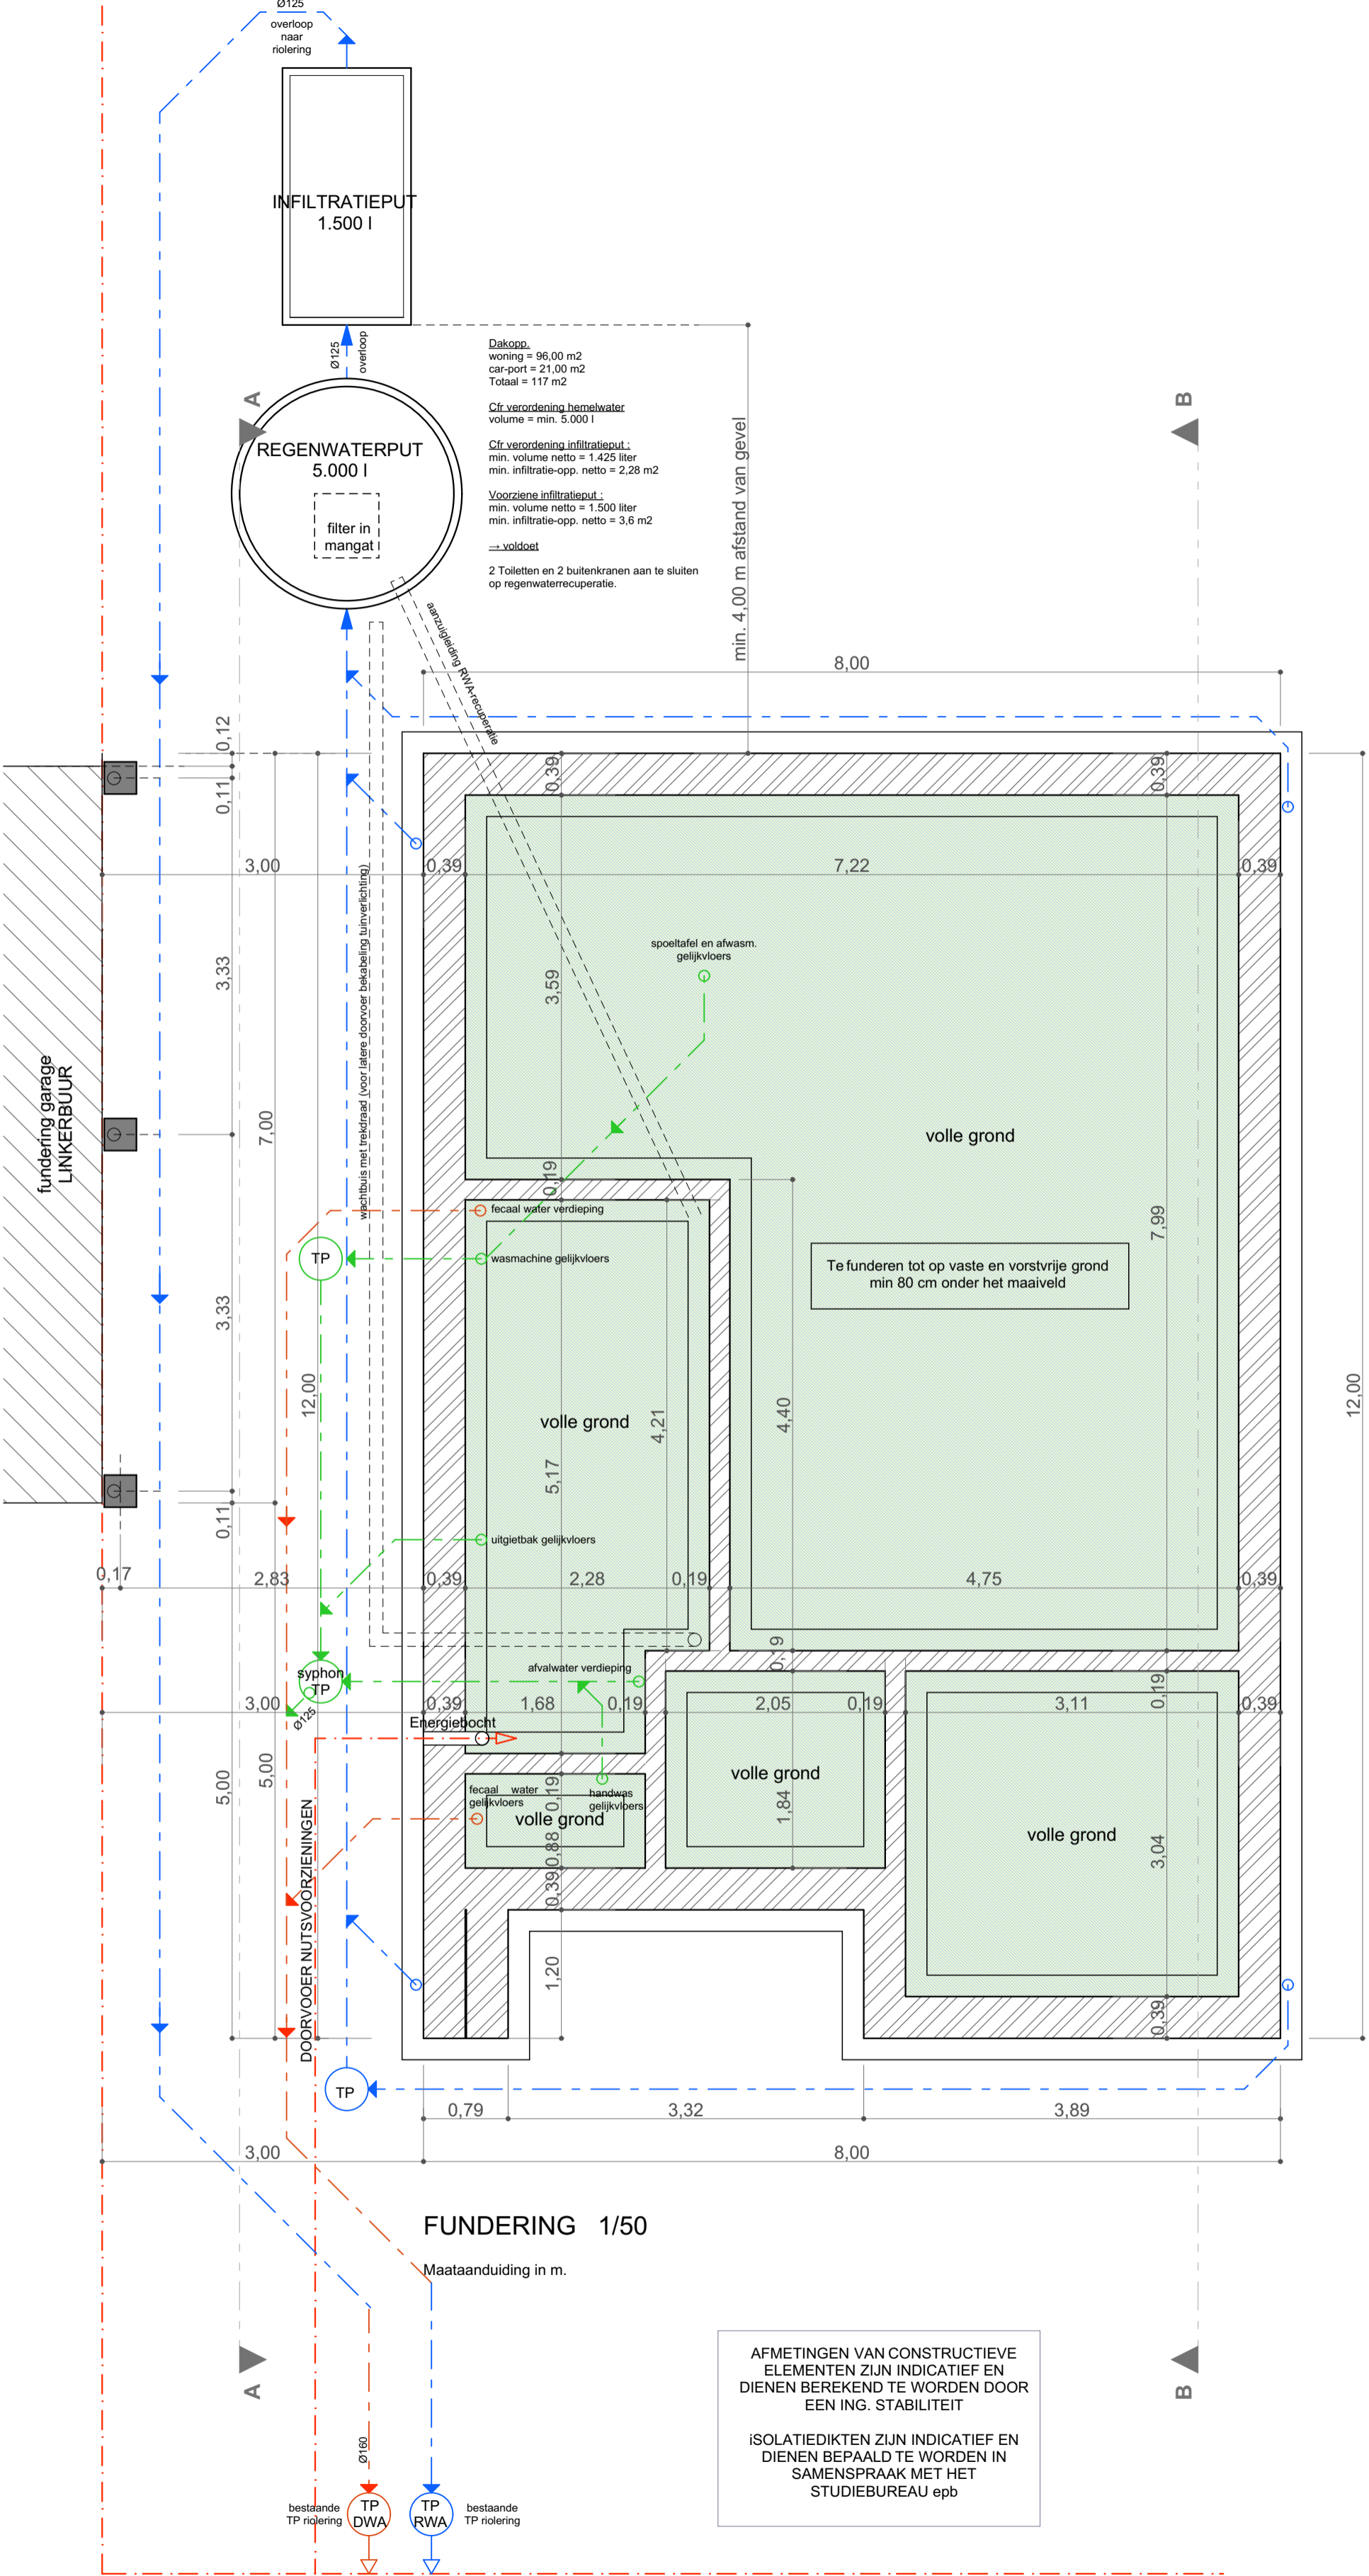 Ø125
overloop
naar
riolering
INFILTRATIEPUT
1.500 l
Ø125
overloop
Dakopp.
woning = 96,00 m2
car-port = 21,00 m2
Totaal = 117 m2
Cfr verordening hemelwater
volume = min. 5.000 l
Cfr verordening infiltratieput :
min. volume netto = 1.425 liter
min. infiltratie-opp. netto = 2,28 m2
Voorziene infiltratieput :
min. volume netto = 1.500 liter
min. infiltratie-opp. netto = 3,6 m2
→ voldoet
2 Toiletten en 2 buitenkranen aan te sluiten
op regenwaterrecuperatie.
A
B
REGENWATERPUT
5.000 l
filter in
mangat
min. 4,00 m afstand van gevel
aanzuigleiding RWA-recuperatie
8,00
0,12
0,11
0,39
0,39
3,00
0,39
7,22
0,39
wachtbuis met trekdraad (voor latere doorvoer bekabeling tuinverlichting)
spoeltafel en afwasm.
gelijkvloers
3,33
3,59
fundering garage
LINKERBUUR
7,00
volle grond
0,19
fecaal water verdieping
TP
wasmachine gelijkvloers
7,99
Te funderen tot op vaste en vorstvrije grond
min 80 cm onder het maaiveld
3,33
12,00
12,00
volle grond
4,21
4,40
5,17
0,11
uitgietbak gelijkvloers
0,17
2,83
0,39
2,28
0,19
4,75
0,39
0,19
afvalwater verdieping
syphon
TP
0,19
3,00
0,39
1,68
0,19
2,05
0,19
3,11
0,39
Ø125
Energiebocht
5,00
5,00
volle grond
fecaal water
gelijkvloers
0,19
handwas
gelijkvloers
1,84
volle grond
volle grond
0,88
3,04
0,39
DOORVOOER NUTSVOORZIENINGEN
1,20
0,39
TP
0,79
3,32
3,89
3,00
8,00
FUNDERING 1/50
Maataanduiding in m.
A
B
AFMETINGEN VAN CONSTRUCTIEVE
ELEMENTEN ZIJN INDICATIEF EN
DIENEN BEREKEND TE WORDEN DOOR
EEN ING. STABILITEIT
iSOLATIEDIKTEN ZIJN INDICATIEF EN
DIENEN BEPAALD TE WORDEN IN
SAMENSPRAAK MET HET
STUDIEBUREAU epb
Ø160
bestaande
TP riolering
TP
DWA
TP
RWA
bestaande
TP riolering